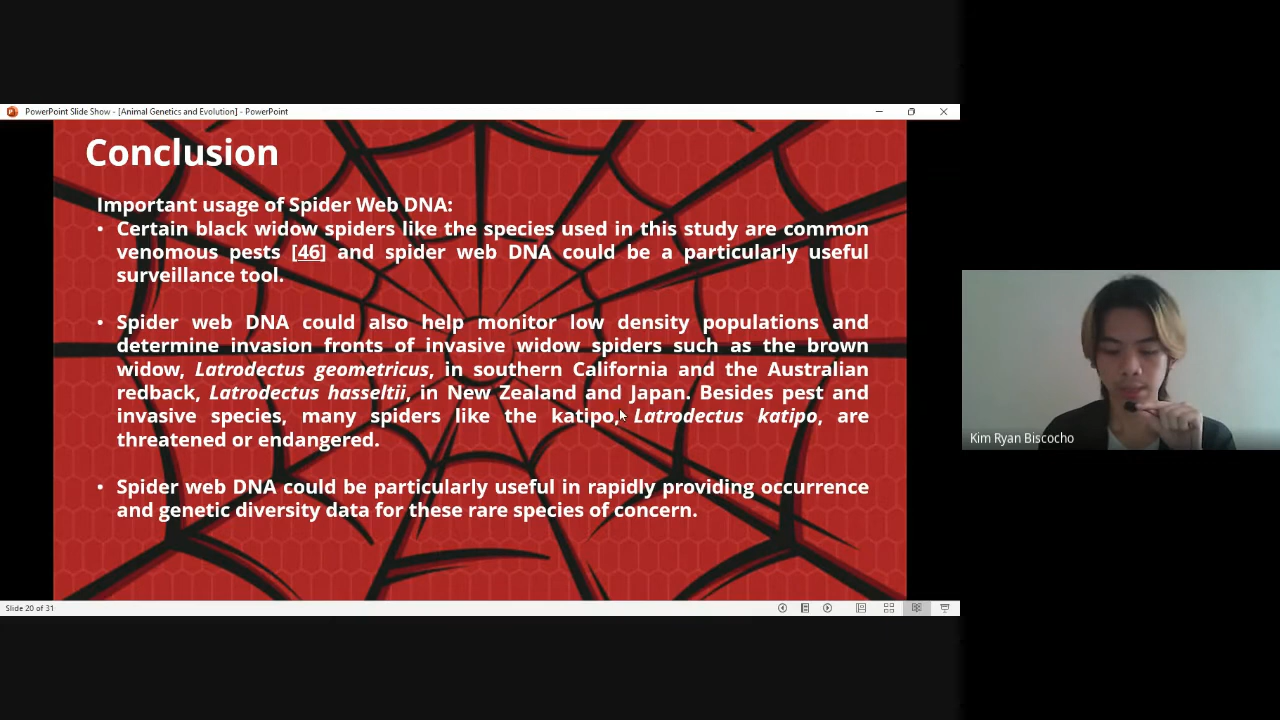 PowerPoint Slide Show - [Animal Genetics and Evolution] - PowerPoint
Conclusion
Important usage of Spider Web DNA:
• Certain black widow spiders like the species used in this study are common
venomous pests [46] and spider web DNA could be a particularly useful
surveillance tool.
• Spider web DNA could also help monitor low density populations and
determine invasion fronts of invasive widow spiders such as the brown
widow, Latrodectus geometricus, in southern California and the Australian
redback, Latrodectus hasseltii, in New Zealand and Japan. Besides pest and
invasive species, many spiders like the katipo, Latrodectus katipo, are
threatened or endangered.
• Spider web DNA could be particularly useful in rapidly providing occurrence
and genetic diversity data for these rare species of concern.
Kim Ryan Biscocho
Slide 20 of 31